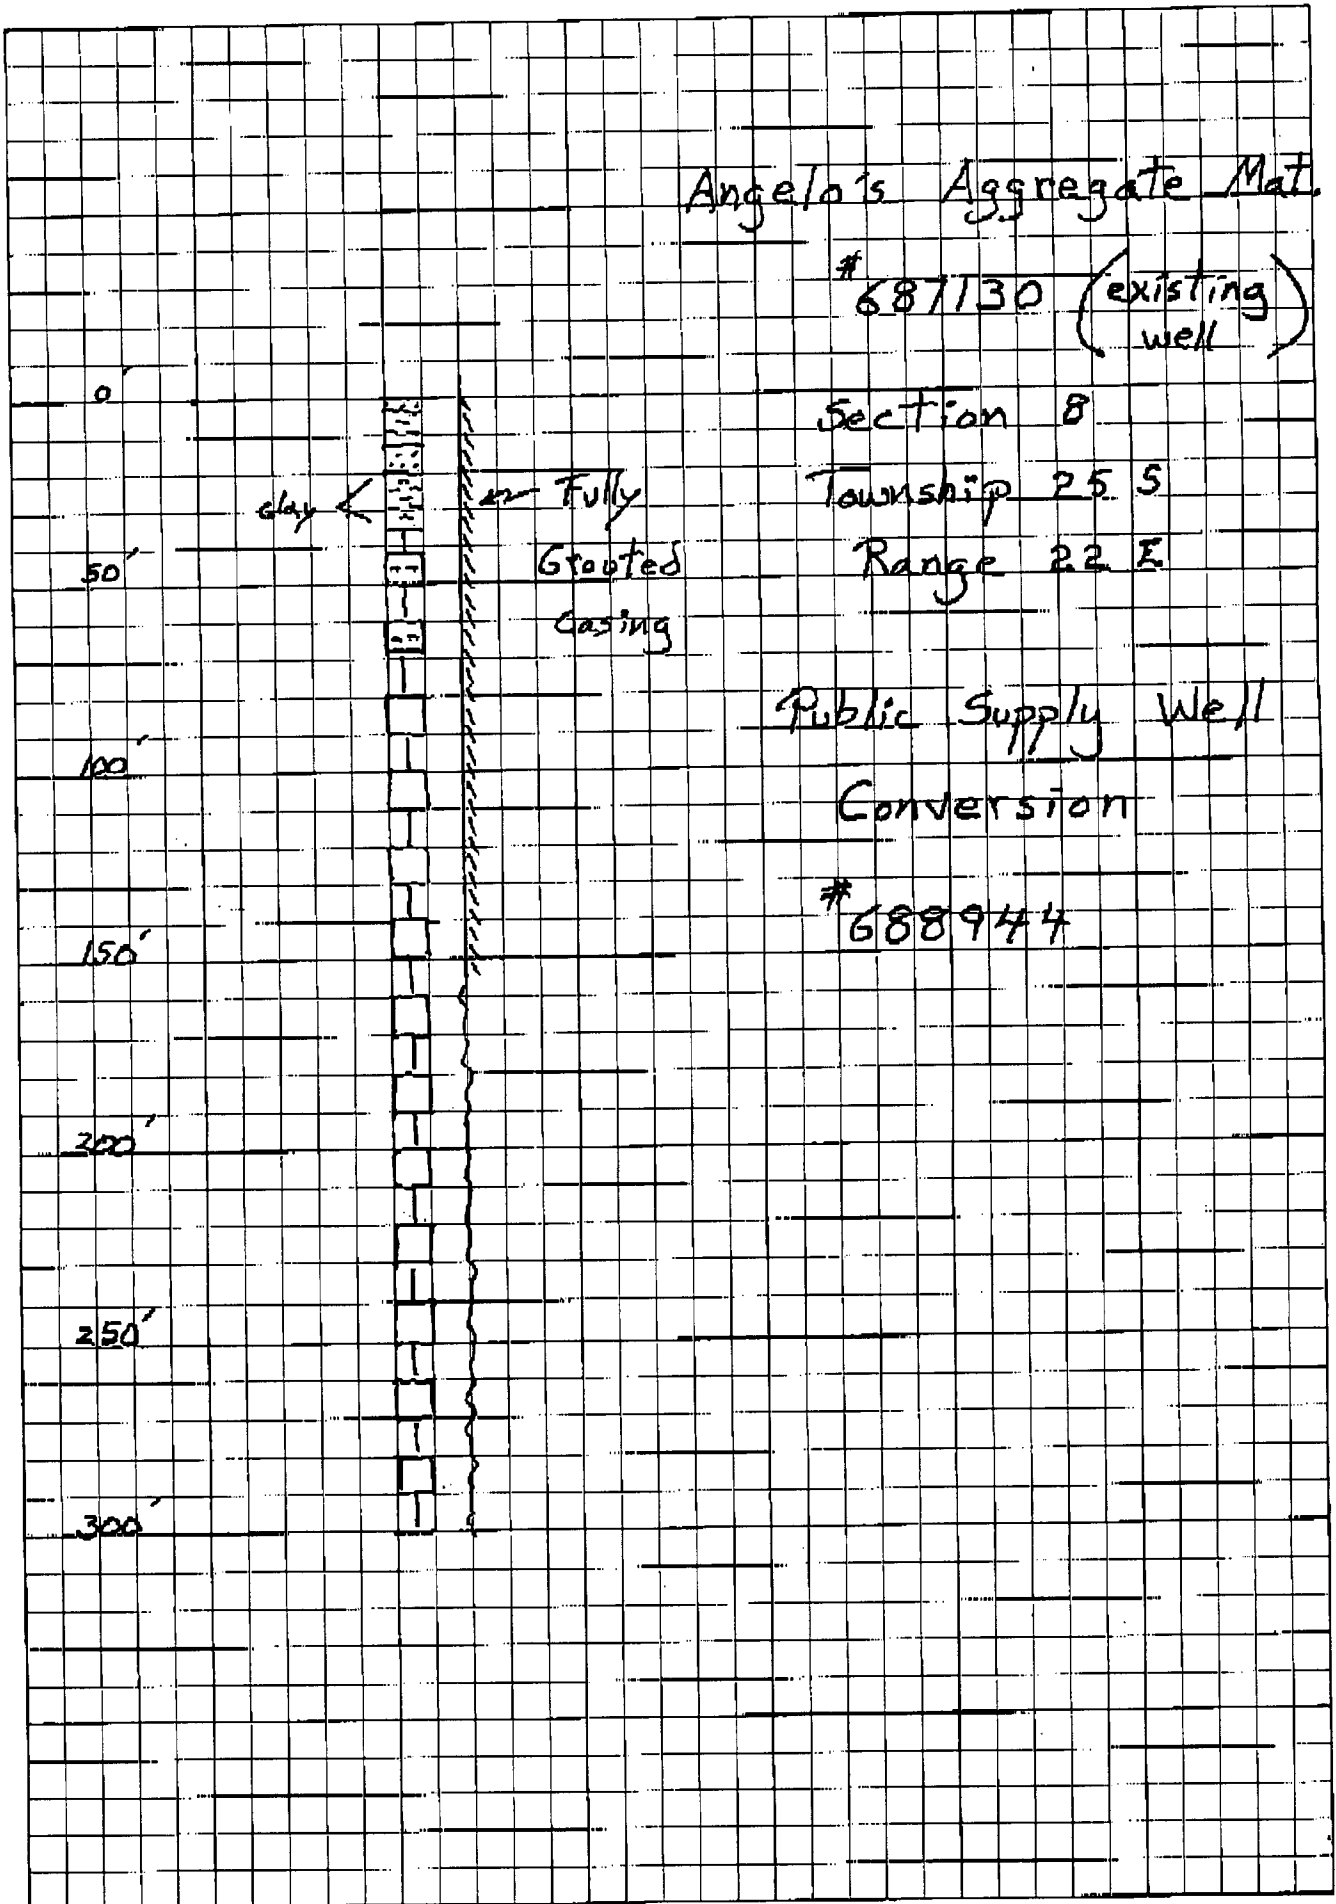 Angelo's Aggregate Mat.
# 687130 (existing well)
Section 8
Township 25 S
Range 22 E
Public Supply Well
Conversion
# 688944
0'
clay
Fully
Grouted
Casing
50'
100'
150'
200'
250'
300'